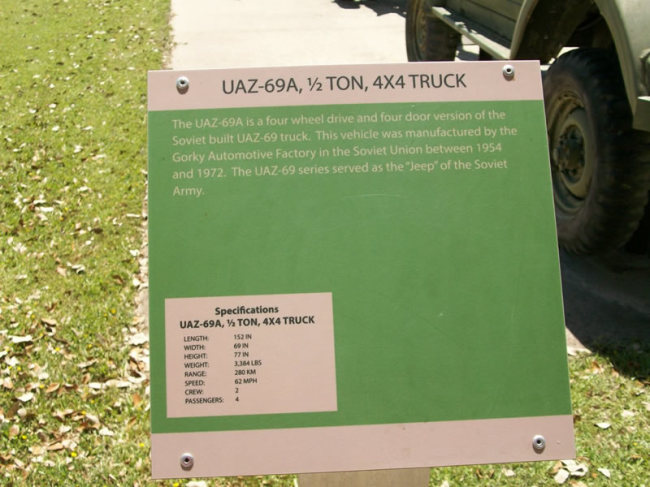 UAZ-69A, ½ TON, 4X4 TRUCK
The UAZ-69A is a four wheel drive and four door version of the
Soviet built UAZ-69 truck. This vehicle was manufactured by the
Gorky Automotive Factory in the Soviet Union between 1954
and 1972. The UAZ-69 series served as the "Jeep" of the Soviet
Army.
Specifications
UAZ-69A, ½ TON, 4X4 TRUCK
LENGTH: 152 IN
WIDTH: 69 IN
HEIGHT: 77 IN
WEIGHT: 3,384 LBS
RANGE: 280 KM
SPEED: 62 MPH
CREW: 2
PASSENGERS: 4